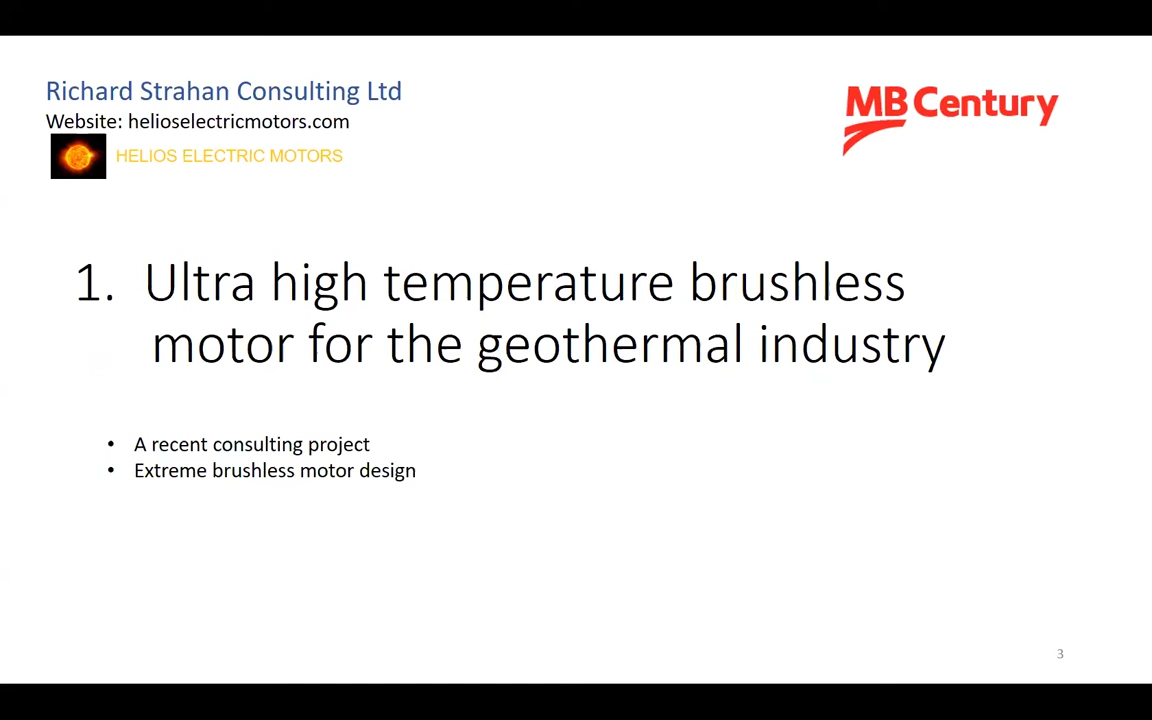 Richard Strahan Consulting Ltd
Website: helioselectricmotors.com
HELIOS ELECTRIC MOTORS
MB Century
1. Ultra high temperature brushless
motor for the geothermal industry
• A recent consulting project
• Extreme brushless motor design
3